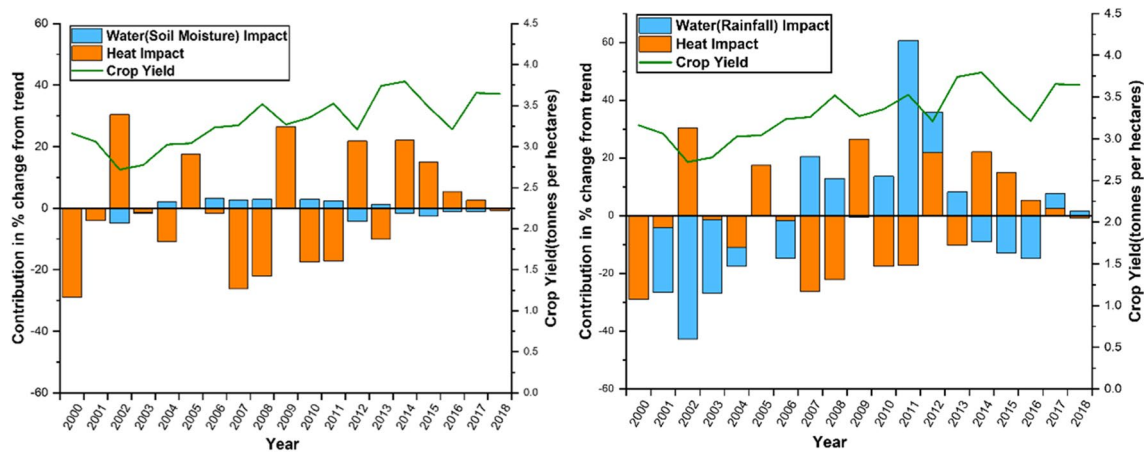 60
40
20
0
-20
-40
-60
Contribution in % change from trend
Water(Soil Moisture) Impact
Heat Impact
Crop Yield
4.5
4.0
3.5
3.0
2.5
2.0
1.5
1.0
0.5
0.0
Crop Yield(tonnes per hectares)
2000 2001 2002 2003 2004 2005 2006 2007 2008 2009 2010 2011 2012 2013 2014 2015 2016 2017 2018
Year
60
40
20
0
-20
-40
-60
Contribution in % change from trend
Water(Rainfall) Impact
Heat Impact
Crop Yield
4.5
4.0
3.5
3.0
2.5
2.0
1.5
1.0
0.5
0.0
Crop Yield(tonnes per hectares)
2000 2001 2002 2003 2004 2005 2006 2007 2008 2009 2010 2011 2012 2013 2014 2015 2016 2017 2018
Year